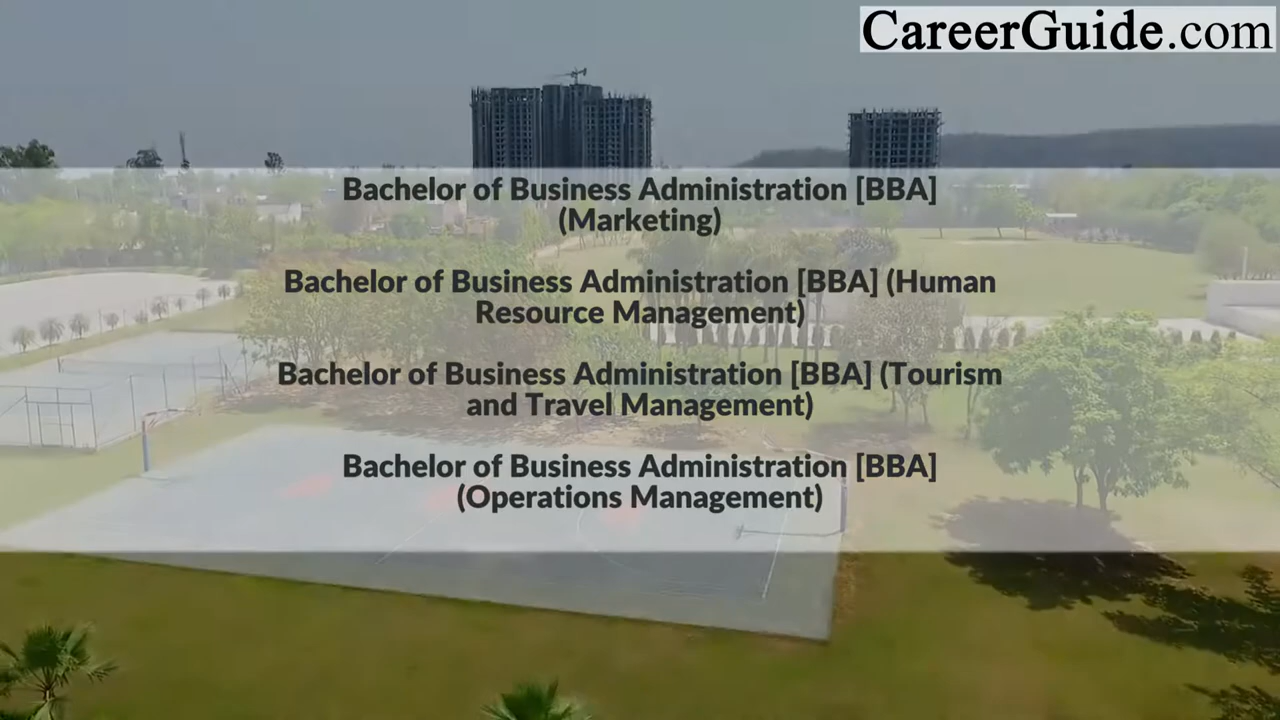 CareerGuide.com
Bachelor of Business Administration [BBA]
(Marketing)
Bachelor of Business Administration [BBA] (Human
Resource Management)
Bachelor of Business Administration [BBA] (Tourism
and Travel Management)
Bachelor of Business Administration [BBA]
(Operations Management)